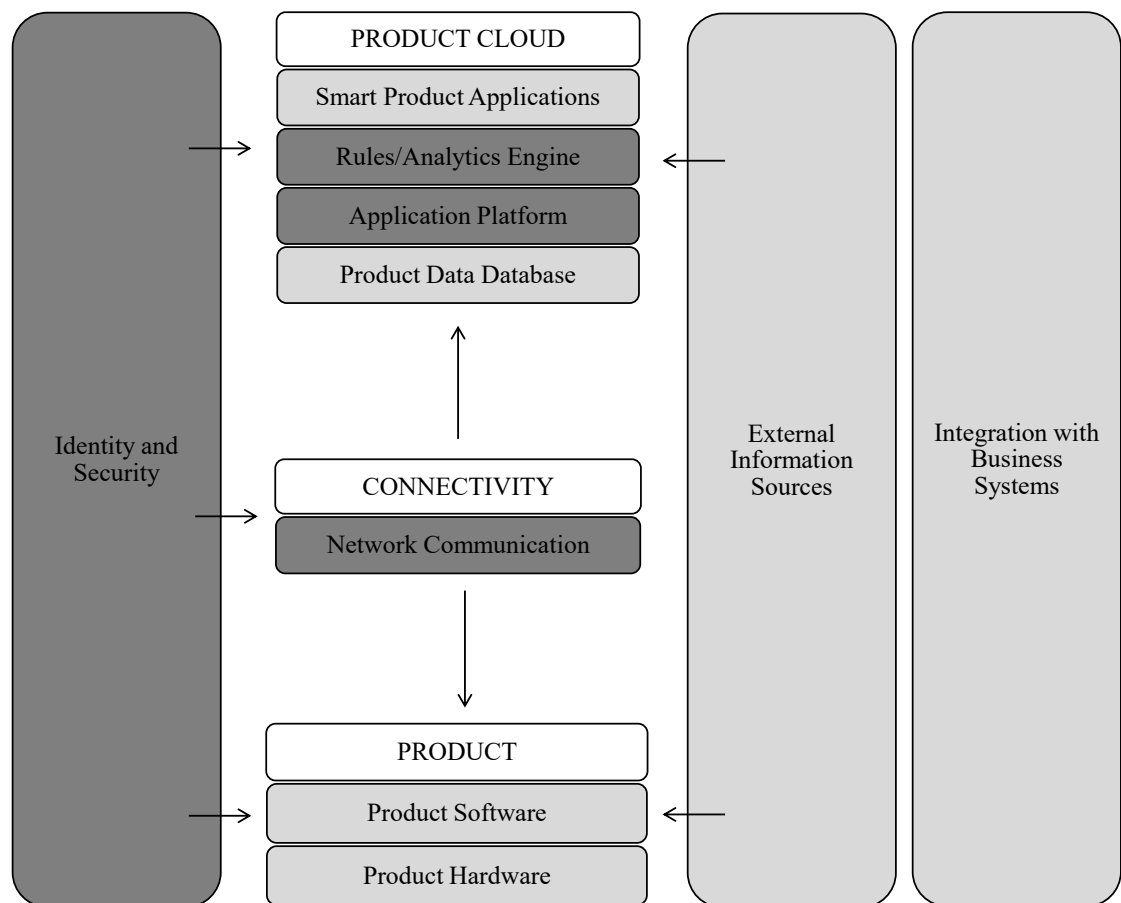 PRODUCT CLOUD
Smart Product Applications
Rules/Analytics Engine
Application Platform
Product Data Database
Identity and
Security
CONNECTIVITY
Network Communication
External
Information
Sources
Integration with
Business
Systems
PRODUCT
Product Software
Product Hardware